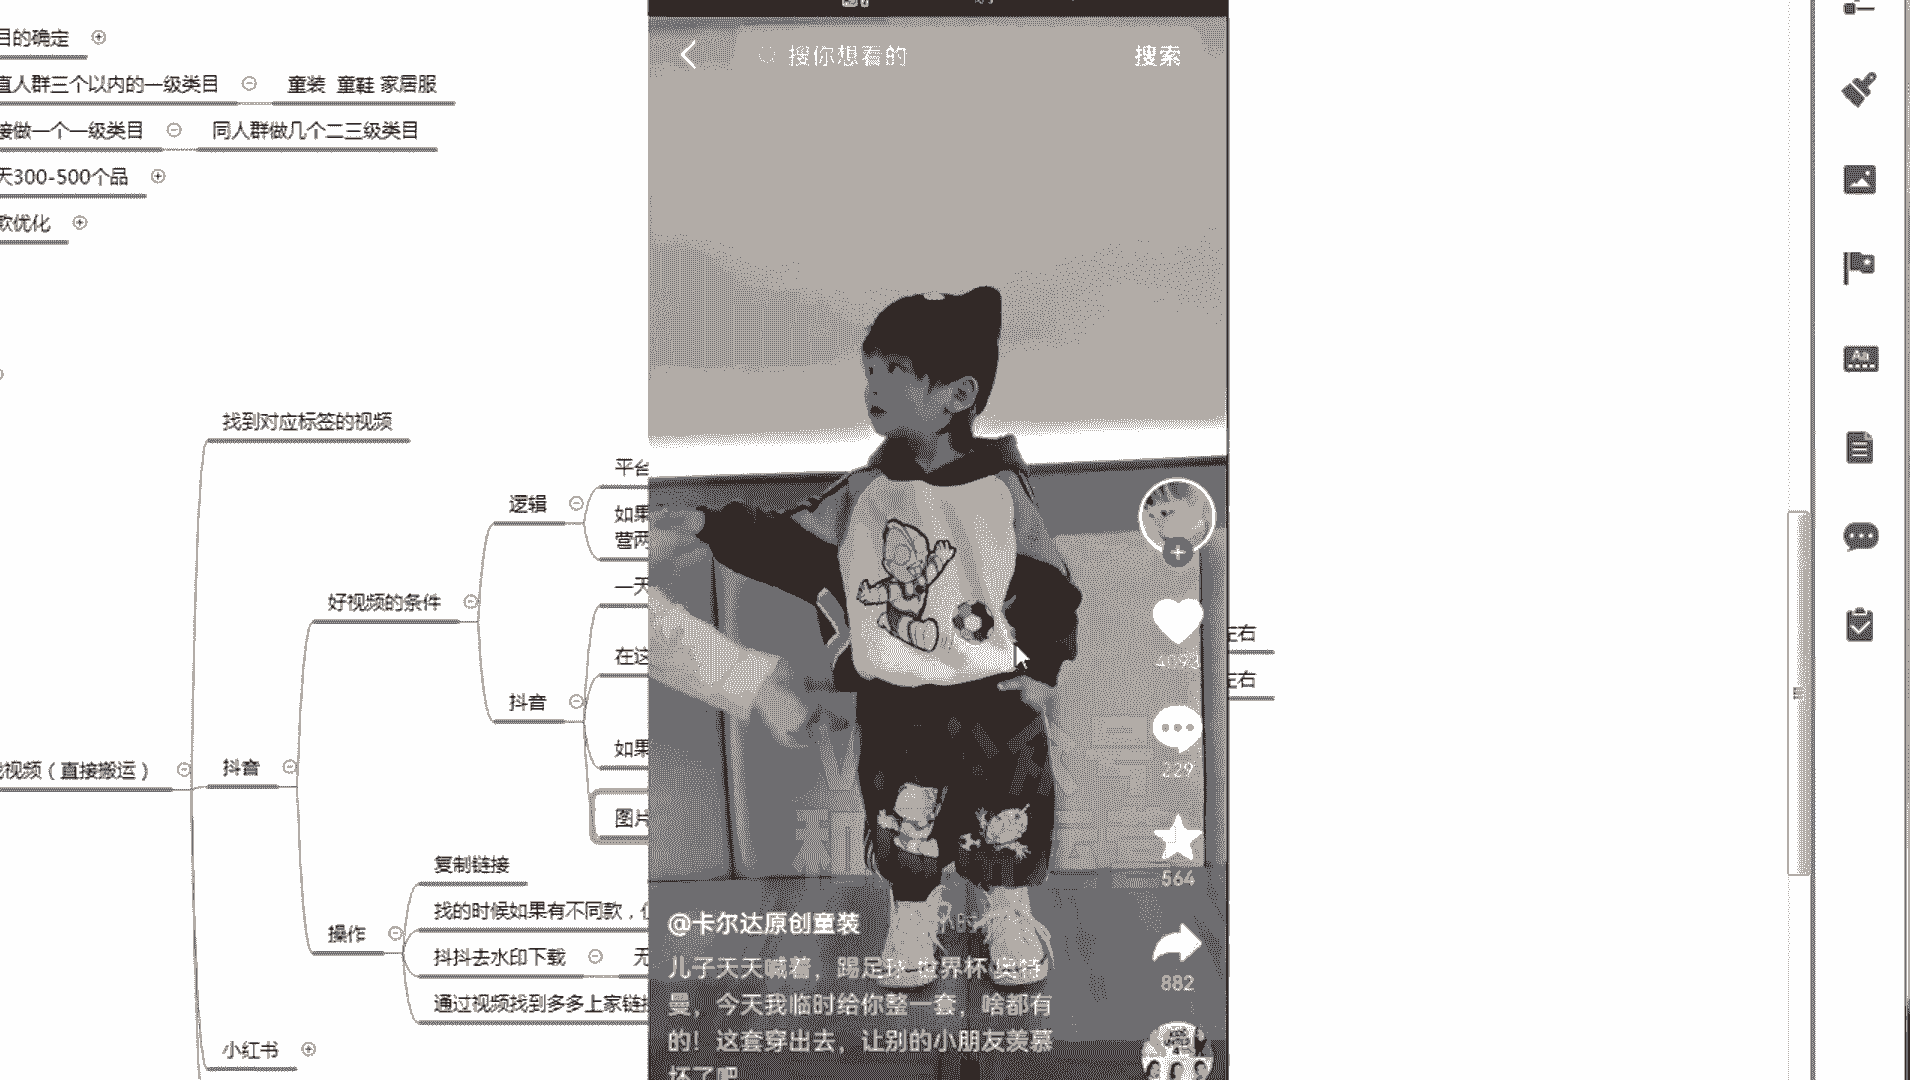 目的确定
直人群三个以内的一级类目
童装 童鞋 家居服
接做一个一级类目
同人群做几个二三级类目
天300-500个品
款优化
找到对应标签的视频
平台
逻辑
如果
营两
好视频的条件
一天
在这
抖音
如果
图片
找视频（直接搬运）
抖音
复制链接
找的时候如果有不同款，
操作
抖抖去水印下载
无
通过视频找到多多上家链接
小红书
搜你想看的
搜索
4092
229
564
882
@卡尔达原创童装
小时
儿子天天喊着，踢足球 世界杯 奥特
曼，今天我临时给你整一套，啥都有
的！这套穿出去，让别的小朋友羡慕
坏了吧
左右
左右
Aa